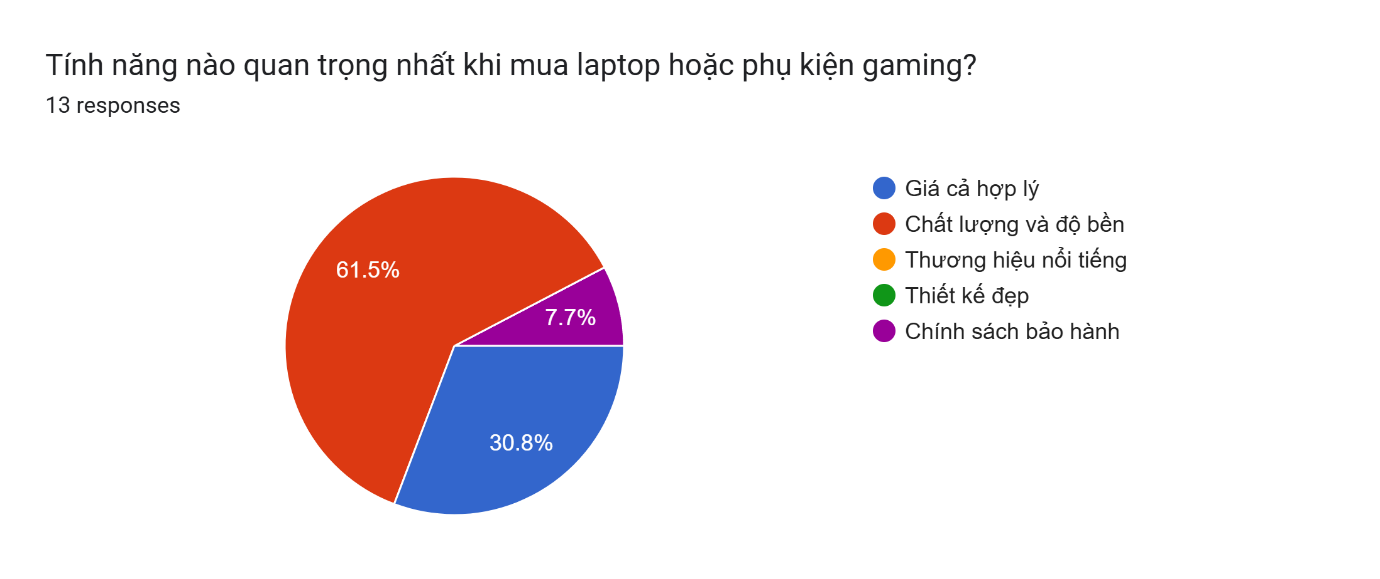 Tính năng nào quan trọng nhất khi mua laptop hoặc phụ kiện gaming?
13 responses
61.5%
7.7%
30.8%
Giá cả hợp lý
Chất lượng và độ bền
Thương hiệu nổi tiếng
Thiết kế đẹp
Chính sách bảo hành